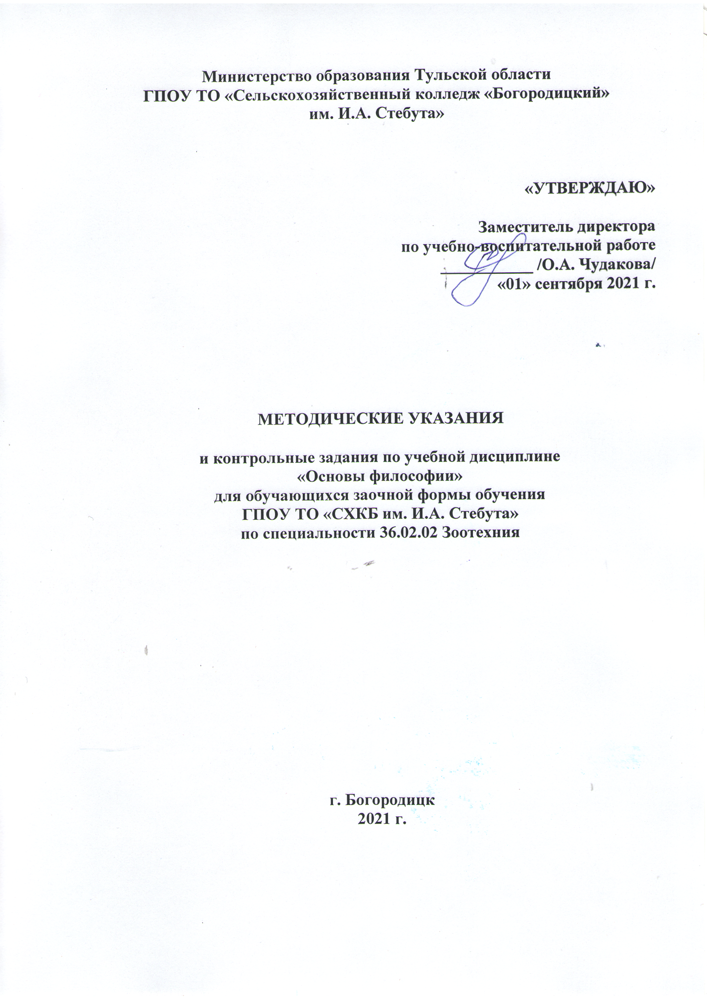 Министерство образования Тульской области
ГПОУ ТО «Сельскохозяйственный колледж «Богородицкий»
им. И.А. Стебута»
«УТВЕРЖДАЮ»
Заместитель директора
по учебно-воспитательной работе
___________ /О.А. Чудакова/
«01» сентября 2021 г.
МЕТОДИЧЕСКИЕ УКАЗАНИЯ
и контрольные задания по учебной дисциплине
«Основы философии»
для обучающихся заочной формы обучения
ГПОУ ТО «СХКБ им. И.А. Стебута»
по специальности 36.02.02 Зоотехния
г. Богородицк
2021 г.